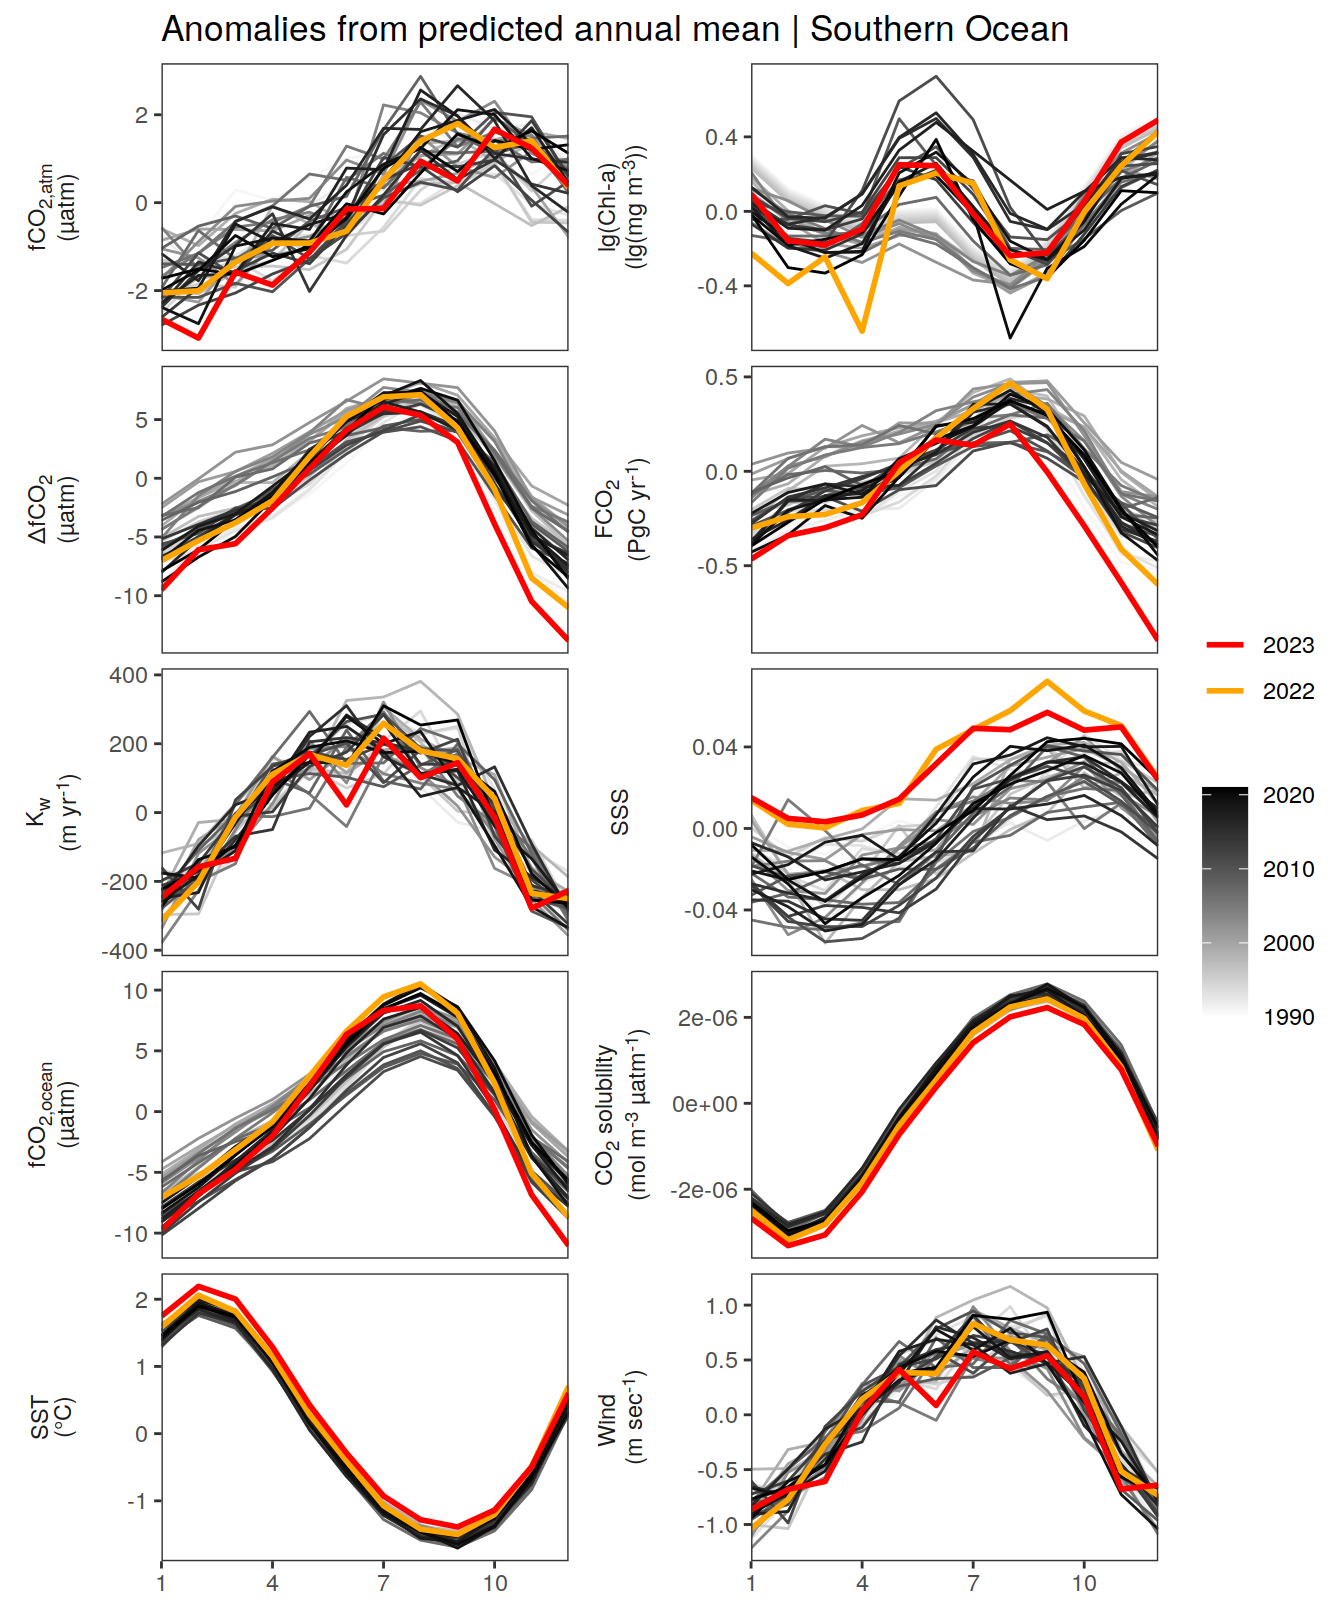 Anomalies from predicted annual mean | Southern Ocean
fCO2,atm
(µatm)
2
0
-2
lg(Chl-a)
(lg(mg m-3))
0.4
0.0
-0.4
ΔfCO2
(µatm)
5
0
-5
-10
FCO2
(PgC yr-1)
0.5
0.0
-0.5
Kw
(m yr-1)
400
200
0
-200
-400
SSS
0.04
0.00
-0.04
fCO2,ocean
(µatm)
10
5
0
-5
-10
CO2 solubility
(mol m-3 µatm-1)
2e-06
0e+00
-2e-06
SST
(°C)
2
1
0
-1
1
4
7
10
Wind
(m sec-1)
1.0
0.5
0.0
-0.5
-1.0
1
4
7
10
2023
2022
2020
2010
2000
1990